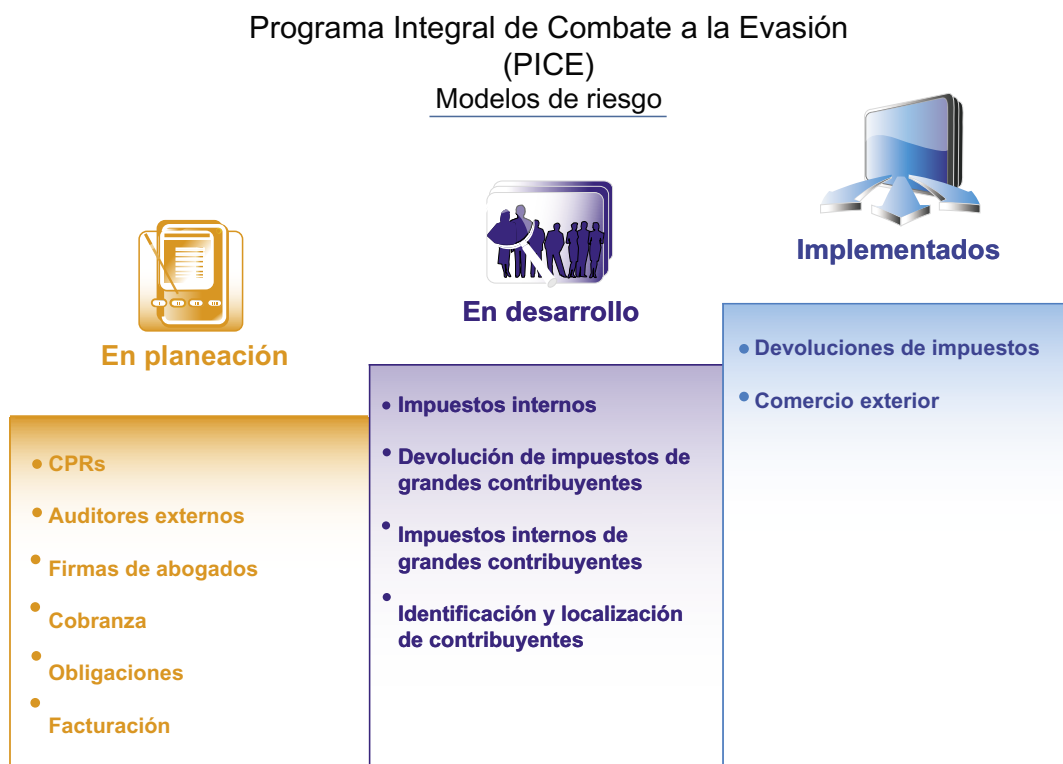 Programa Integral de Combate a la Evasión
(PICE)
Modelos de riesgo
En planeación
• CPRs
• Auditores externos
• Firmas de abogados
• Cobranza
• Obligaciones
• Facturación
En desarrollo
• Impuestos internos
• Devolución de impuestos de
grandes contribuyentes
• Impuestos internos de
grandes contribuyentes
• Identificación y localización
de contribuyentes
Implementados
• Devoluciones de impuestos
• Comercio exterior